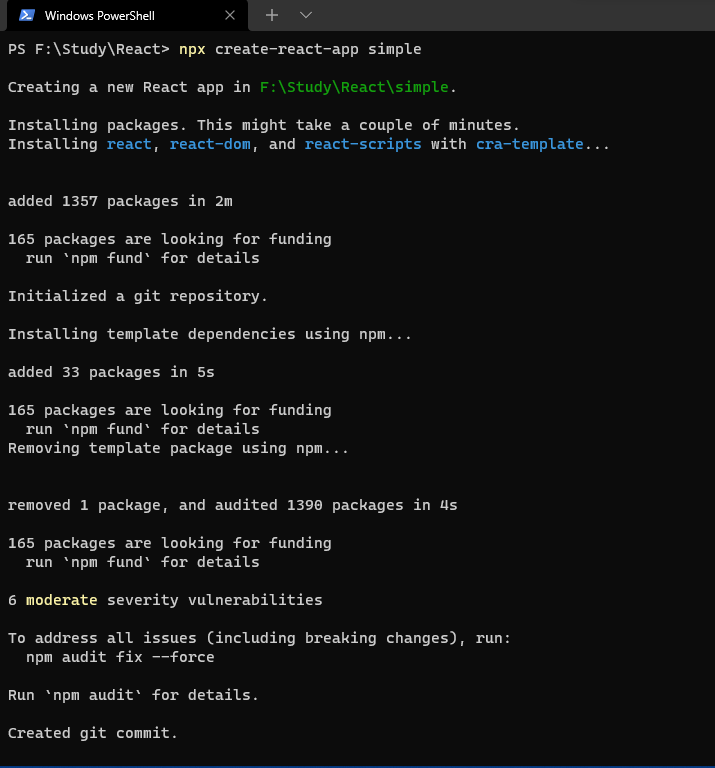 Windows PowerShell
PS F:\Study\React> npx create-react-app simple
Creating a new React app in F:\Study\React\simple.
Installing packages. This might take a couple of minutes.
Installing react, react-dom, and react-scripts with cra-template...
added 1357 packages in 2m
165 packages are looking for funding
  run `npm fund` for details
Initialized a git repository.
Installing template dependencies using npm...
added 33 packages in 5s
165 packages are looking for funding
  run `npm fund` for details
Removing template package using npm...
removed 1 package, and audited 1390 packages in 4s
165 packages are looking for funding
  run `npm fund` for details
6 moderate severity vulnerabilities
To address all issues (including breaking changes), run:
  npm audit fix --force
Run `npm audit` for details.
Created git commit.